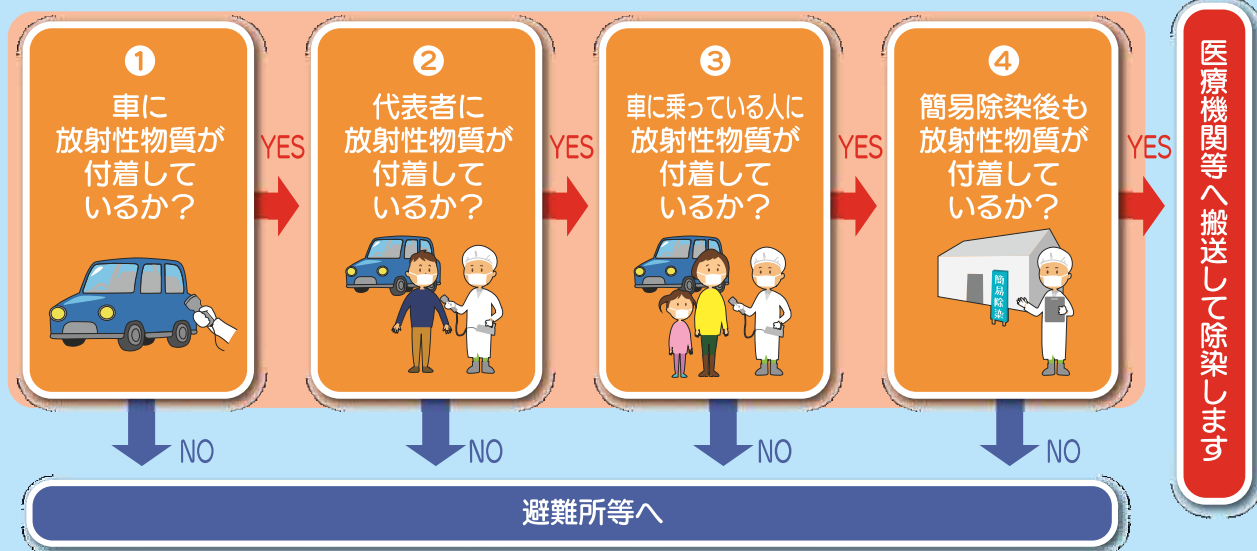 1
車に
放射性物質が
付着して
いるか？
YES
2
代表者に
放射性物質が
付着して
いるか？
YES
3
車に乗っている人に
放射性物質が
付着して
いるか？
YES
4
簡易除染後も
放射性物質が
付着して
いるか？
簡易除染
YES
医療機関等へ搬送して除染します
NO
NO
NO
NO
避難所等へ